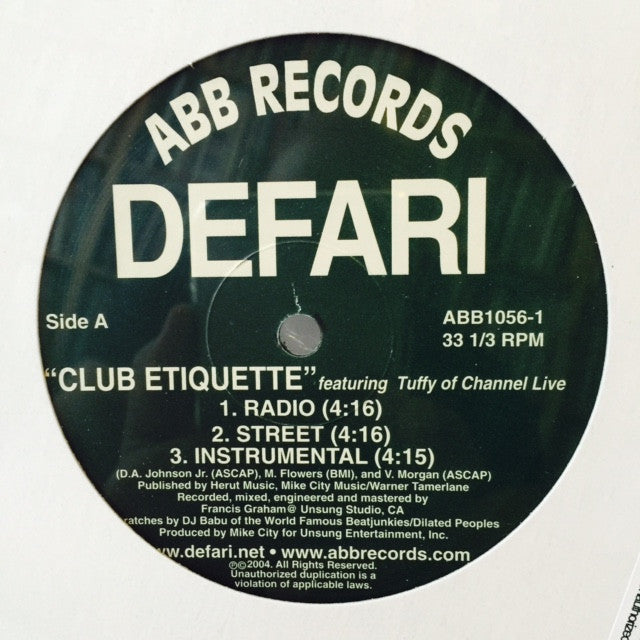 ABB RECORDS
DEFARI
Side A
ABB1056-1
33 1/3 RPM
"CLUB ETIQUETTE" featuring Tuffy of Channel Live
1. RADIO (4:16)
2. STREET (4:16)
3. INSTRUMENTAL (4:15)
(D.A. Johnson Jr. (ASCAP), M. Flowers (BMI), and V. Morgan (ASCAP)
Published by Herut Music, Mike City Music/Warner Tamerlane
Recorded, mixed, engineered and mastered by
Francis Graham@ Unsung Studio, CA
ratches by DJ Babu of the World Famous Beatjunkies/Dilated Peoples
Produced by Mike City for Unsung Entertainment, Inc.
w.defari.net • www.abbrecords.com
℗©2004. All Rights Reserved.
Unauthorized duplication is a
violation of applicable laws.